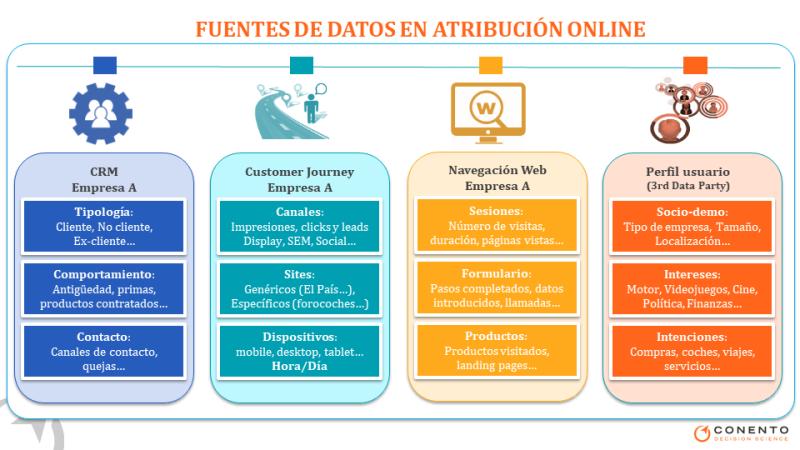 FUENTES DE DATOS EN ATRIBUCIÓN ONLINE
CRM
Empresa A
Tipología:
Cliente, No cliente,
Ex-cliente...
Comportamiento:
Antigüedad, primas,
productos contratados...
Contacto:
Canales de contacto,
quejas...
Customer Journey
Empresa A
Canales:
Impresiones, clicks y leads
Display, SEM, Social...
Sites:
Genéricos (El País...),
Específicos (forocoches...)
Dispositivos:
mobile, desktop, tablet...
Hora/Día
W
Navegación Web
Empresa A
Sesiones:
Número de visitas,
duración, páginas vistas...
Formulario:
Pasos completados, datos
introducidos, llamadas...
Productos:
Productos visitados,
landing pages...
Perfil usuario
(3rd Data Party)
Socio-demo:
Tipo de empresa, Tamaño,
Localización...
Intereses:
Motor, Videojuegos, Cine,
Política, Finanzas...
Intenciones:
Compras, coches, viajes,
servicios...
CONENTO
DECISION SCIENCE